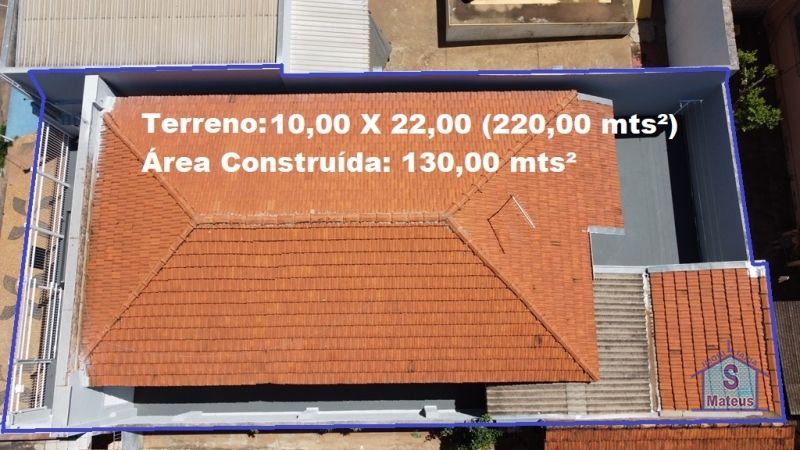 Terreno:10,00 X 22,00 (220,00 mts²)
Área Construída: 130,00 mts²
S
Mateus